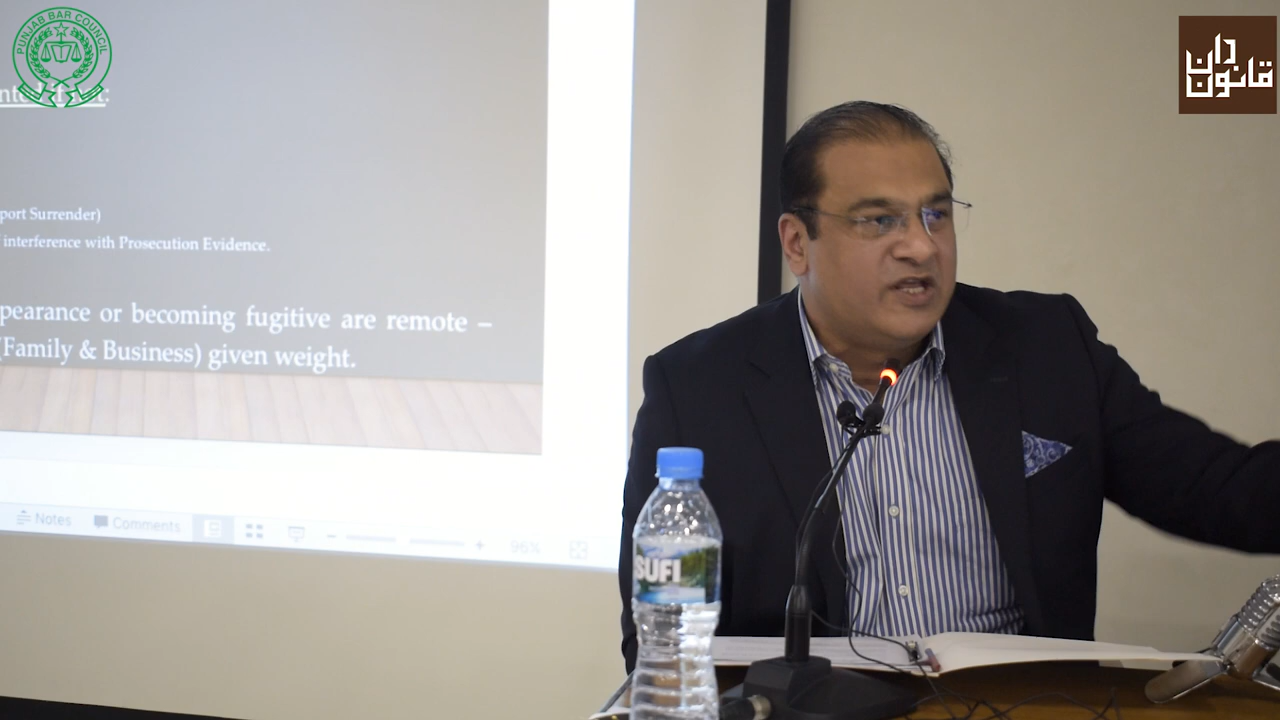 PUNJAB BAR COUNCIL
قانون دان
port Surrender)
interference with Prosecution Evidence.
pearance or becoming fugitive are remote –
(Family & Business) given weight.
Notes Comments 96%
SUFI